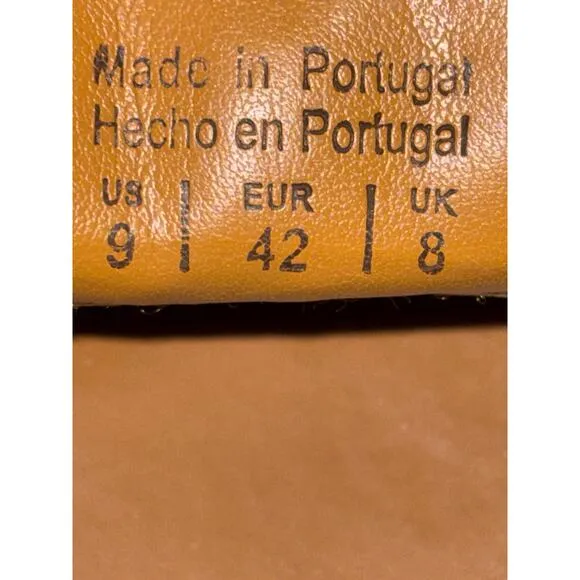 Made in Portugal
Hecho en Portugal
US | EUR | UK
9 | 42 | 8